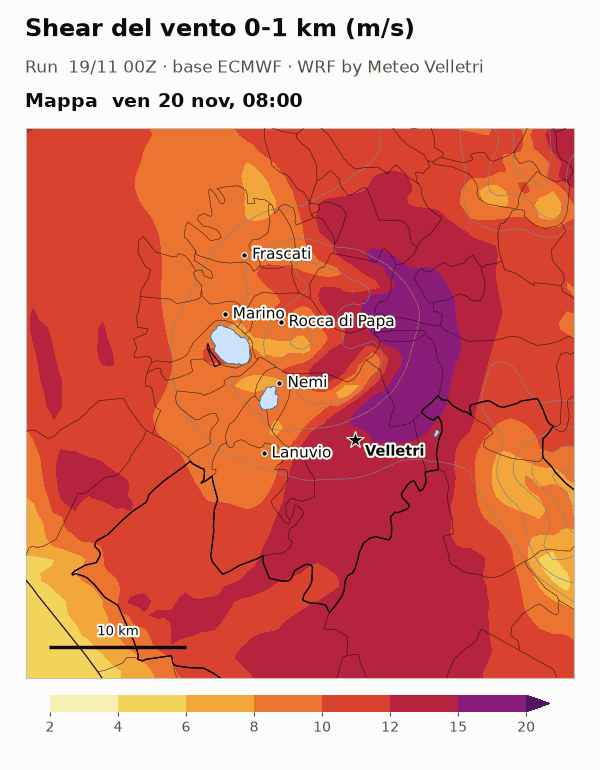 Shear del vento 0-1 km (m/s)
Run  19/11 00Z · base ECMWF · WRF by Meteo Velletri
Mappa  ven 20 nov, 08:00
Frascati
Marino
Rocca di Papa
Nemi
Velletri
Lanuvio
10 km
2 4 6 8 10 12 15 20